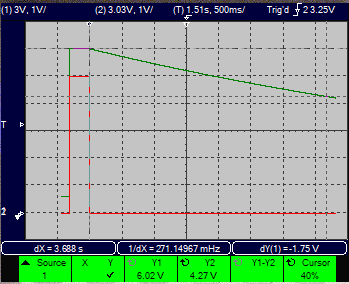 (1) 3V, 1V/ (2) 3.03V, 1V/ (T) 1.51s, 500ms/ Trig'd 2 3.25V
T
2
dX = 3.688 s 1/dX = 271.14967 mHz dY(1) = -1.75 V
Source X Y Y1 Y2 Y1-Y2 Cursor
1 ✓ 6.02 V 4.27 V 40%